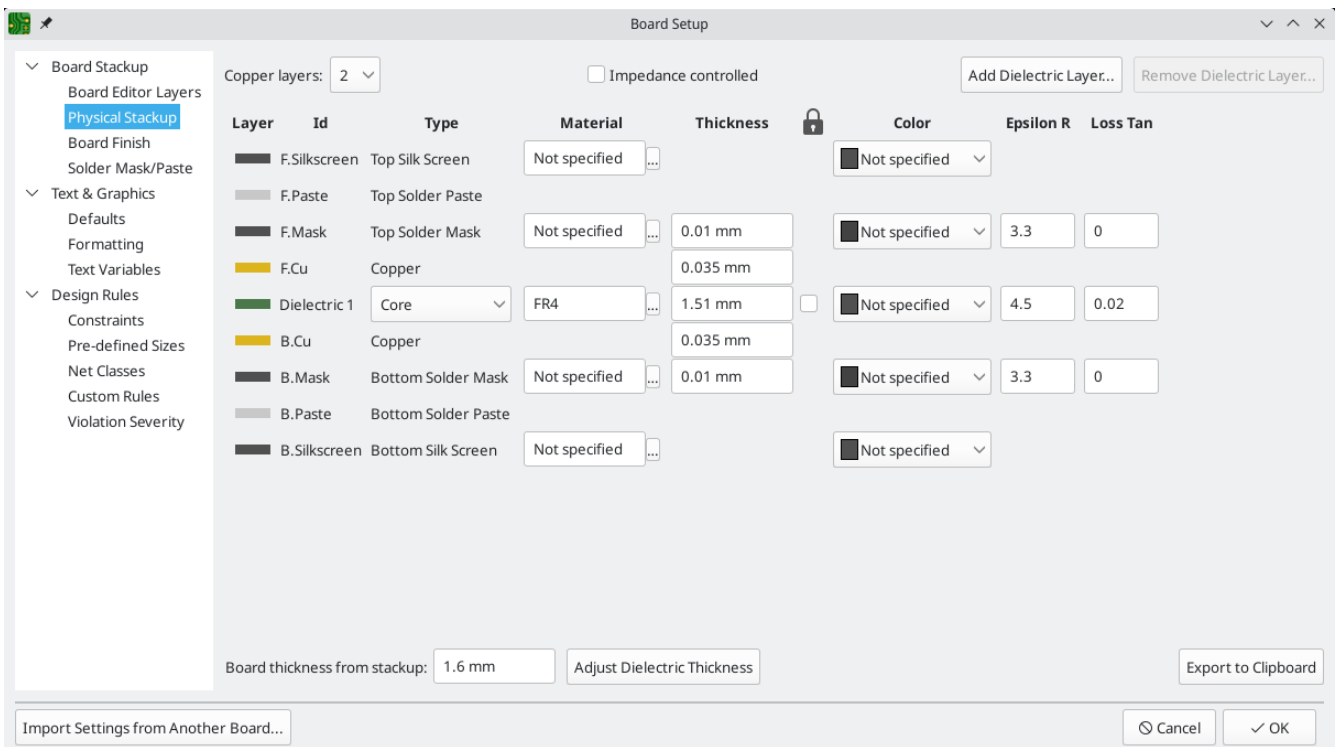 Board Setup
Board Stackup
Board Editor Layers
Physical Stackup
Board Finish
Solder Mask/Paste
Text & Graphics
Defaults
Formatting
Text Variables
Design Rules
Constraints
Pre-defined Sizes
Net Classes
Custom Rules
Violation Severity
Copper layers: 2 Impedance controlled Add Dielectric Layer... Remove Dielectric Layer...
Layer Id Type Material Thickness Color Epsilon R Loss Tan
F.Silkscreen Top Silk Screen Not specified ... Not specified
F.Paste Top Solder Paste
F.Mask Top Solder Mask Not specified ... 0.01 mm Not specified 3.3 0
F.Cu Copper 0.035 mm
Dielectric 1 Core FR4 ... 1.51 mm Not specified 4.5 0.02
B.Cu Copper 0.035 mm
B.Mask Bottom Solder Mask Not specified ... 0.01 mm Not specified 3.3 0
B.Paste Bottom Solder Paste
B.Silkscreen Bottom Silk Screen Not specified ... Not specified
Board thickness from stackup: 1.6 mm Adjust Dielectric Thickness Export to Clipboard
Import Settings from Another Board... Cancel OK